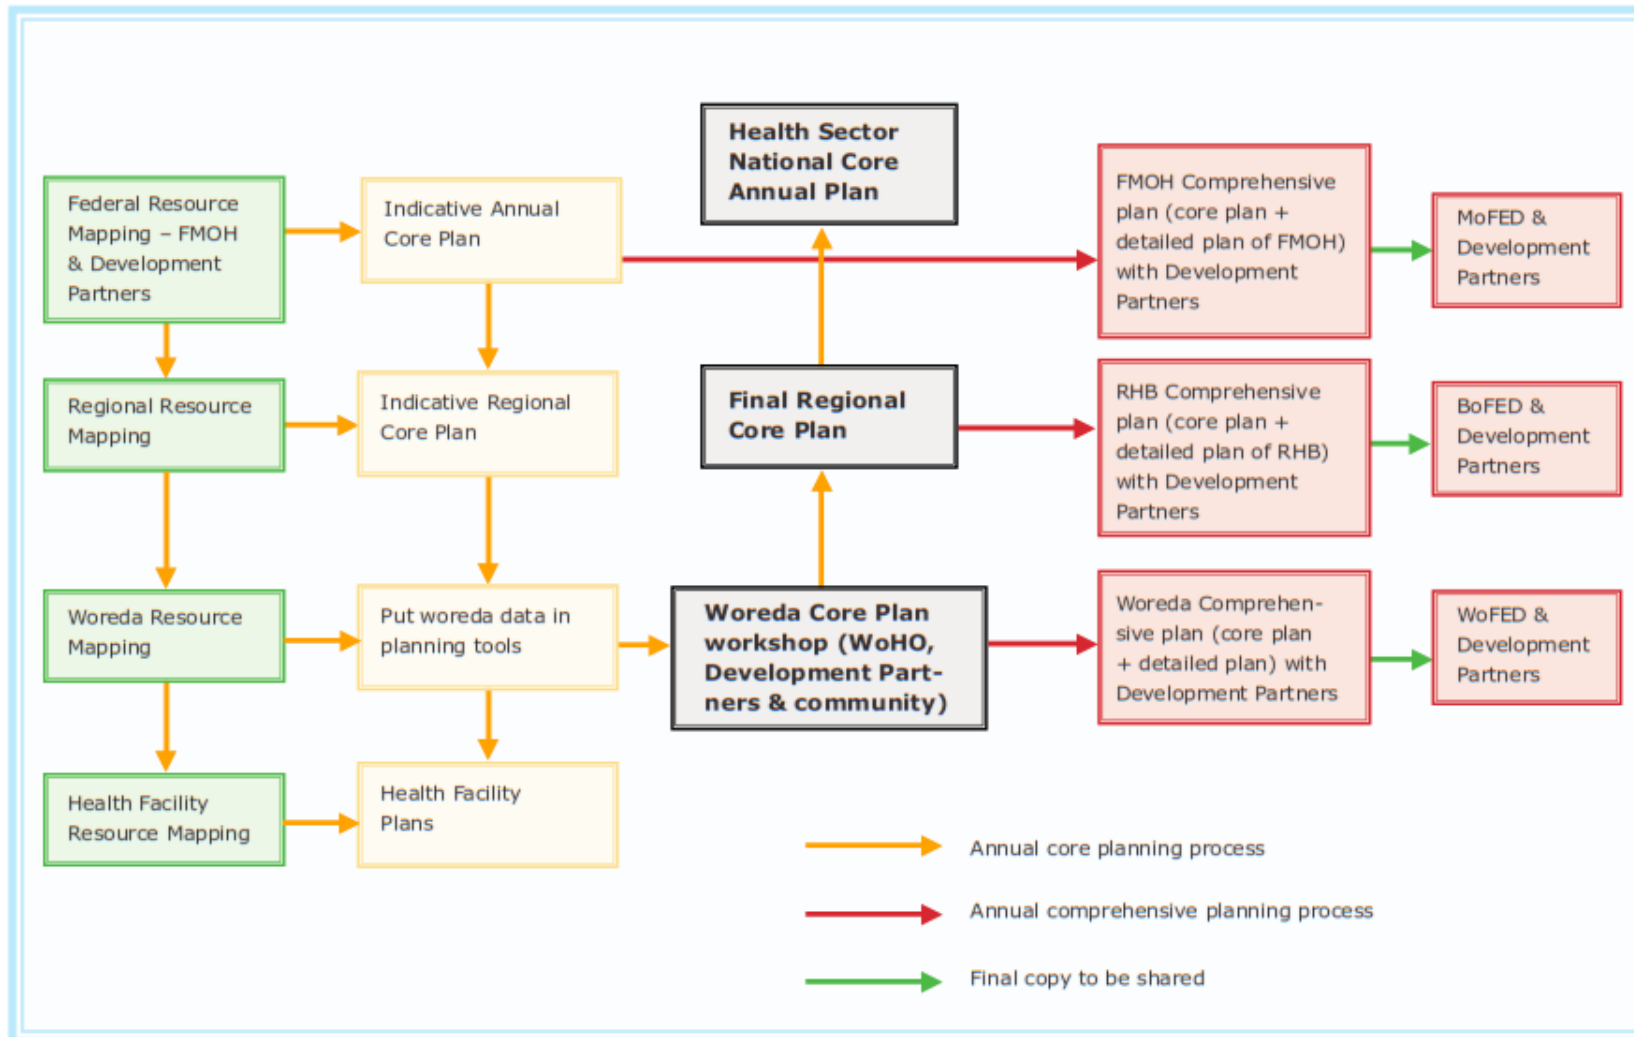 Health Sector
National Core
Annual Plan
Federal Resource
Mapping – FMOH
& Development
Partners
Indicative Annual
Core Plan
FMOH Comprehensive
plan (core plan +
detailed plan of FMOH)
with Development
Partners
MoFED &
Development
Partners
Regional Resource
Mapping
Indicative Regional
Core Plan
Final Regional
Core Plan
RHB Comprehensive
plan (core plan +
detailed plan of RHB)
with Development
Partners
BoFED &
Development
Partners
Woreda Resource
Mapping
Put woreda data in
planning tools
Woreda Core Plan
workshop (WoHO,
Development Part-
ners & community)
Woreda Comprehen-
sive plan (core plan
+ detailed plan) with
Development Partners
WoFED &
Development
Partners
Health Facility
Resource Mapping
Health Facility
Plans
Annual core planning process
Annual comprehensive planning process
Final copy to be shared